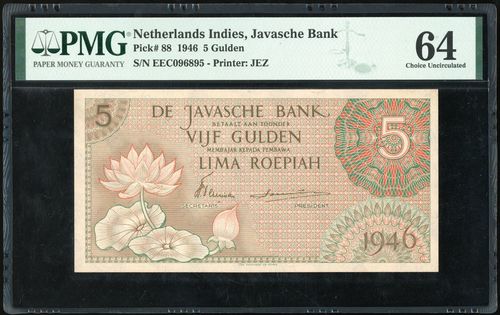 PMG
PAPER MONEY GUARANTY
Netherlands Indies, Javasche Bank
Pick# 88 1946 5 Gulden
S/N EEC096895 - Printer: JEZ
64
Choice Uncirculated
5
DE JAVASCHE BANK,
BETAALT AAN TOONDER
VIJF GULDEN
MEMBAJAR KEPADA PEMBAWA
LIMA ROEPIAH
5
SECRETARIS
PRESIDENT
1946